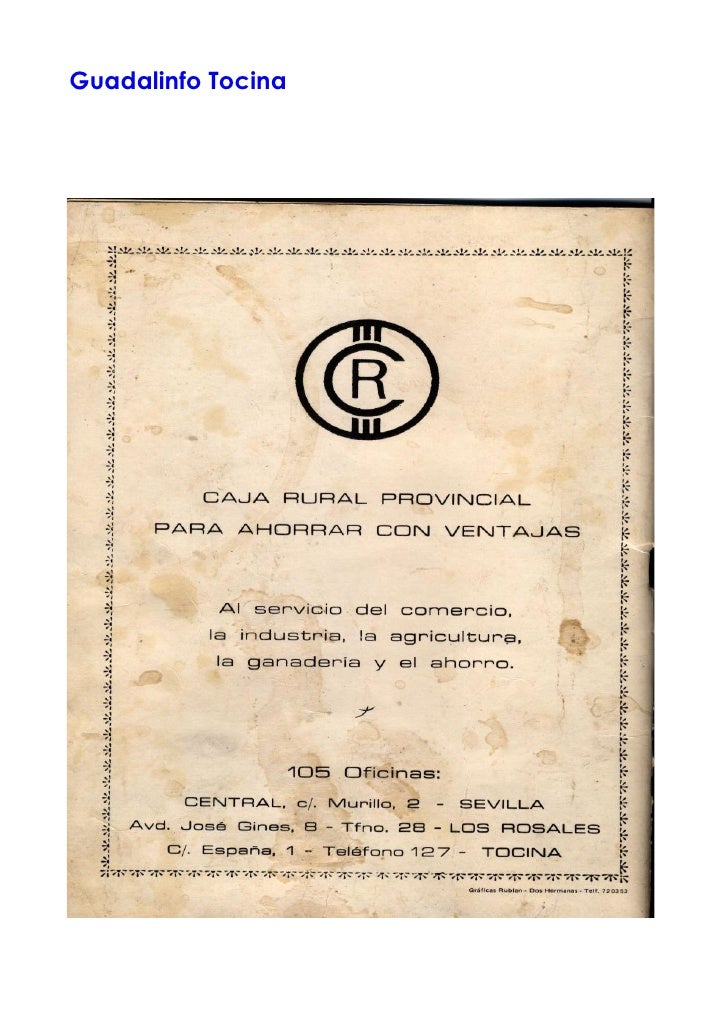 Guadalinfo Tocina
CR
CAJA RURAL PROVINCIAL
PARA AHORRAR CON VENTAJAS
Al servicio del comercio,
la industria, la agricultura,
la ganadería y el ahorro.
105 Oficinas:
CENTRAL, c/. Murillo, 2 - SEVILLA
Avd. José Gines, 8 - Tfno. 28 - LOS ROSALES
C/. España, 1 - Teléfono 127 - TOCINA
Gráficas Rublan - Dos Hermanas - Telf. 720353